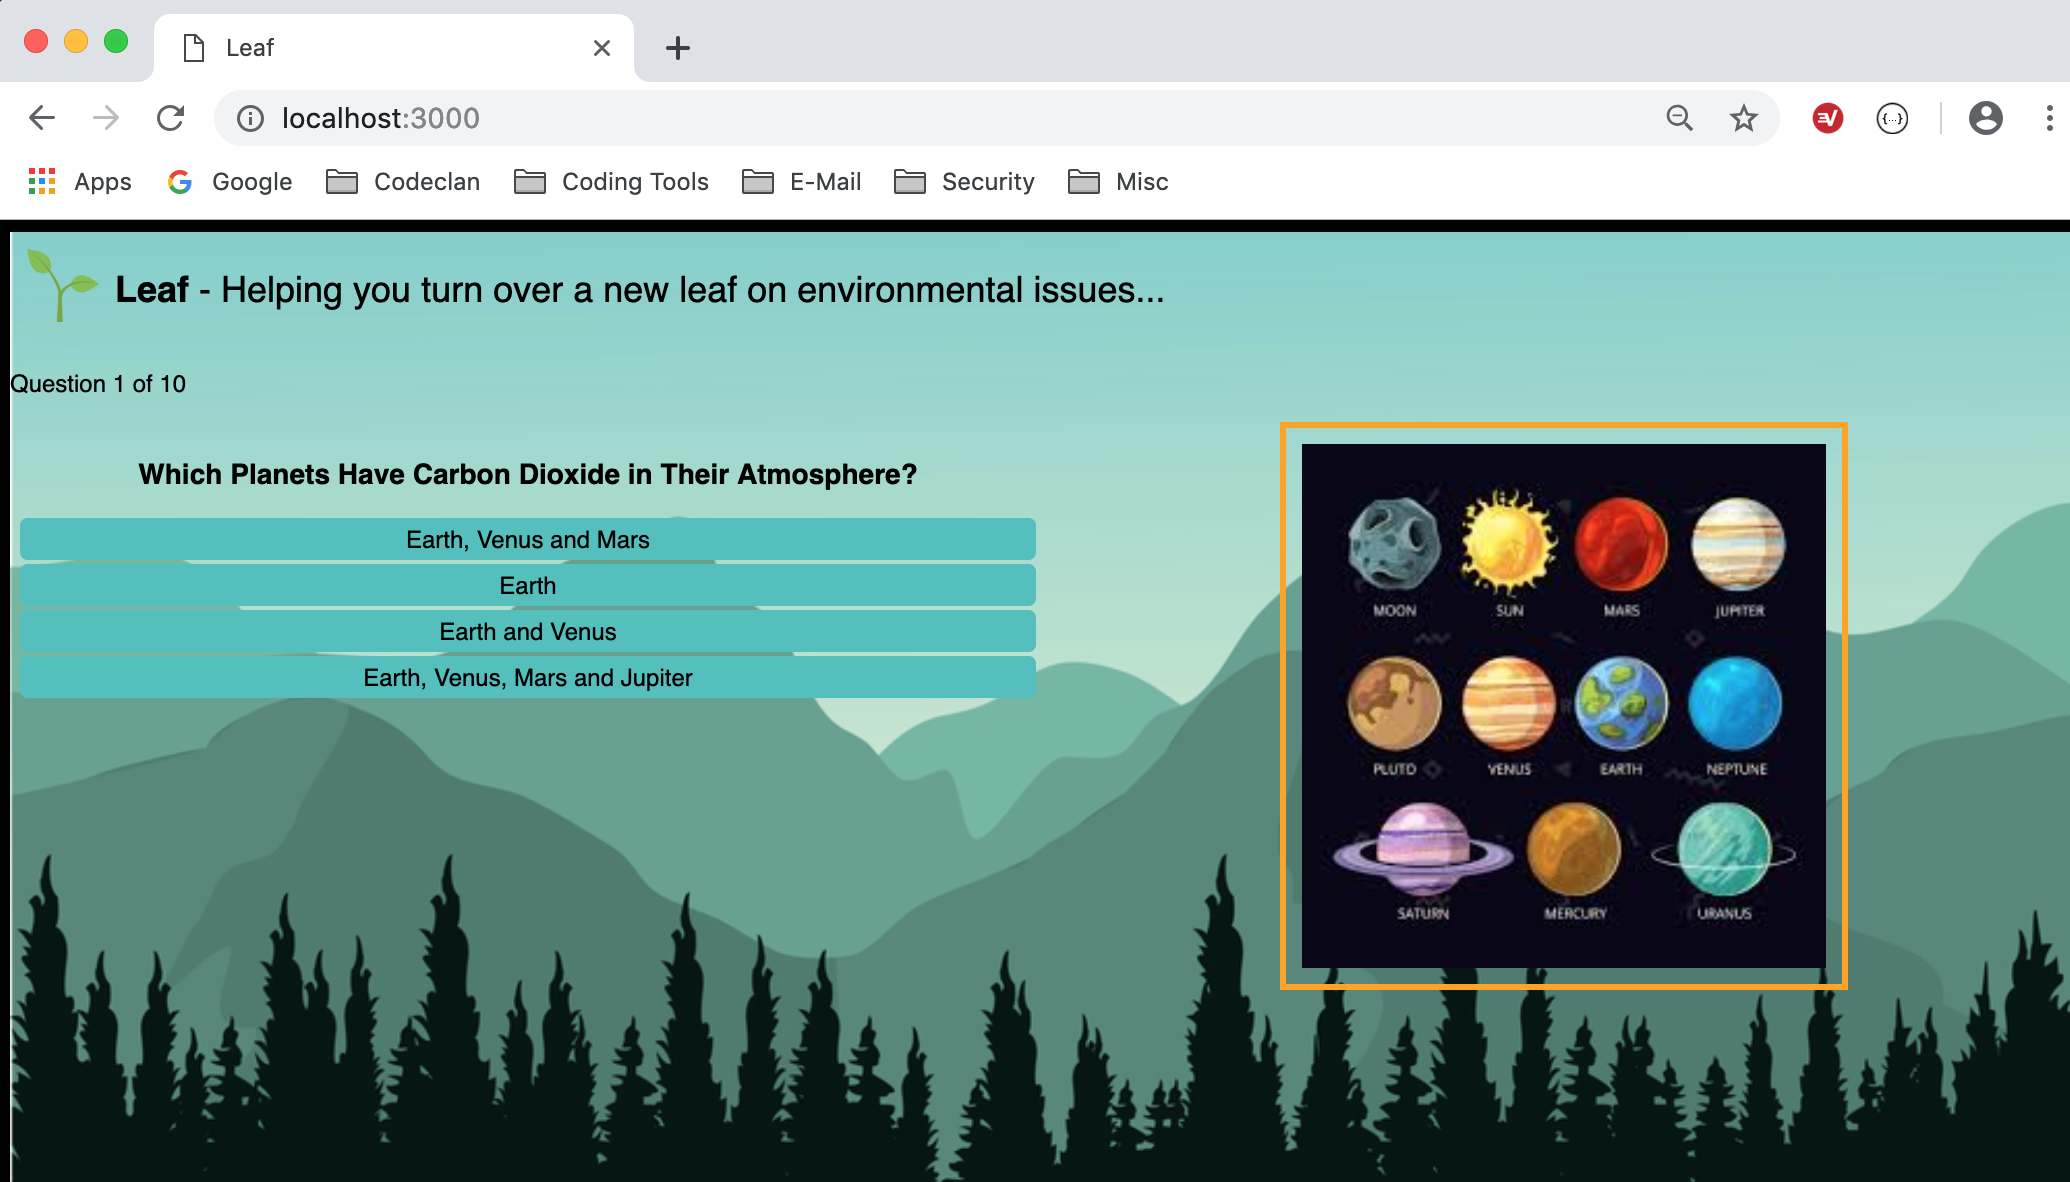 Leaf
localhost:3000
Apps Google Codeclan Coding Tools E-Mail Security Misc
Leaf - Helping you turn over a new leaf on environmental issues...
Question 1 of 10
Which Planets Have Carbon Dioxide in Their Atmosphere?
Earth, Venus and Mars
Earth
Earth and Venus
Earth, Venus, Mars and Jupiter
MOON SUN MARS JUPITER
PLUTO VENUS EARTH NEPTUNE
SATURN MERCURY URANUS